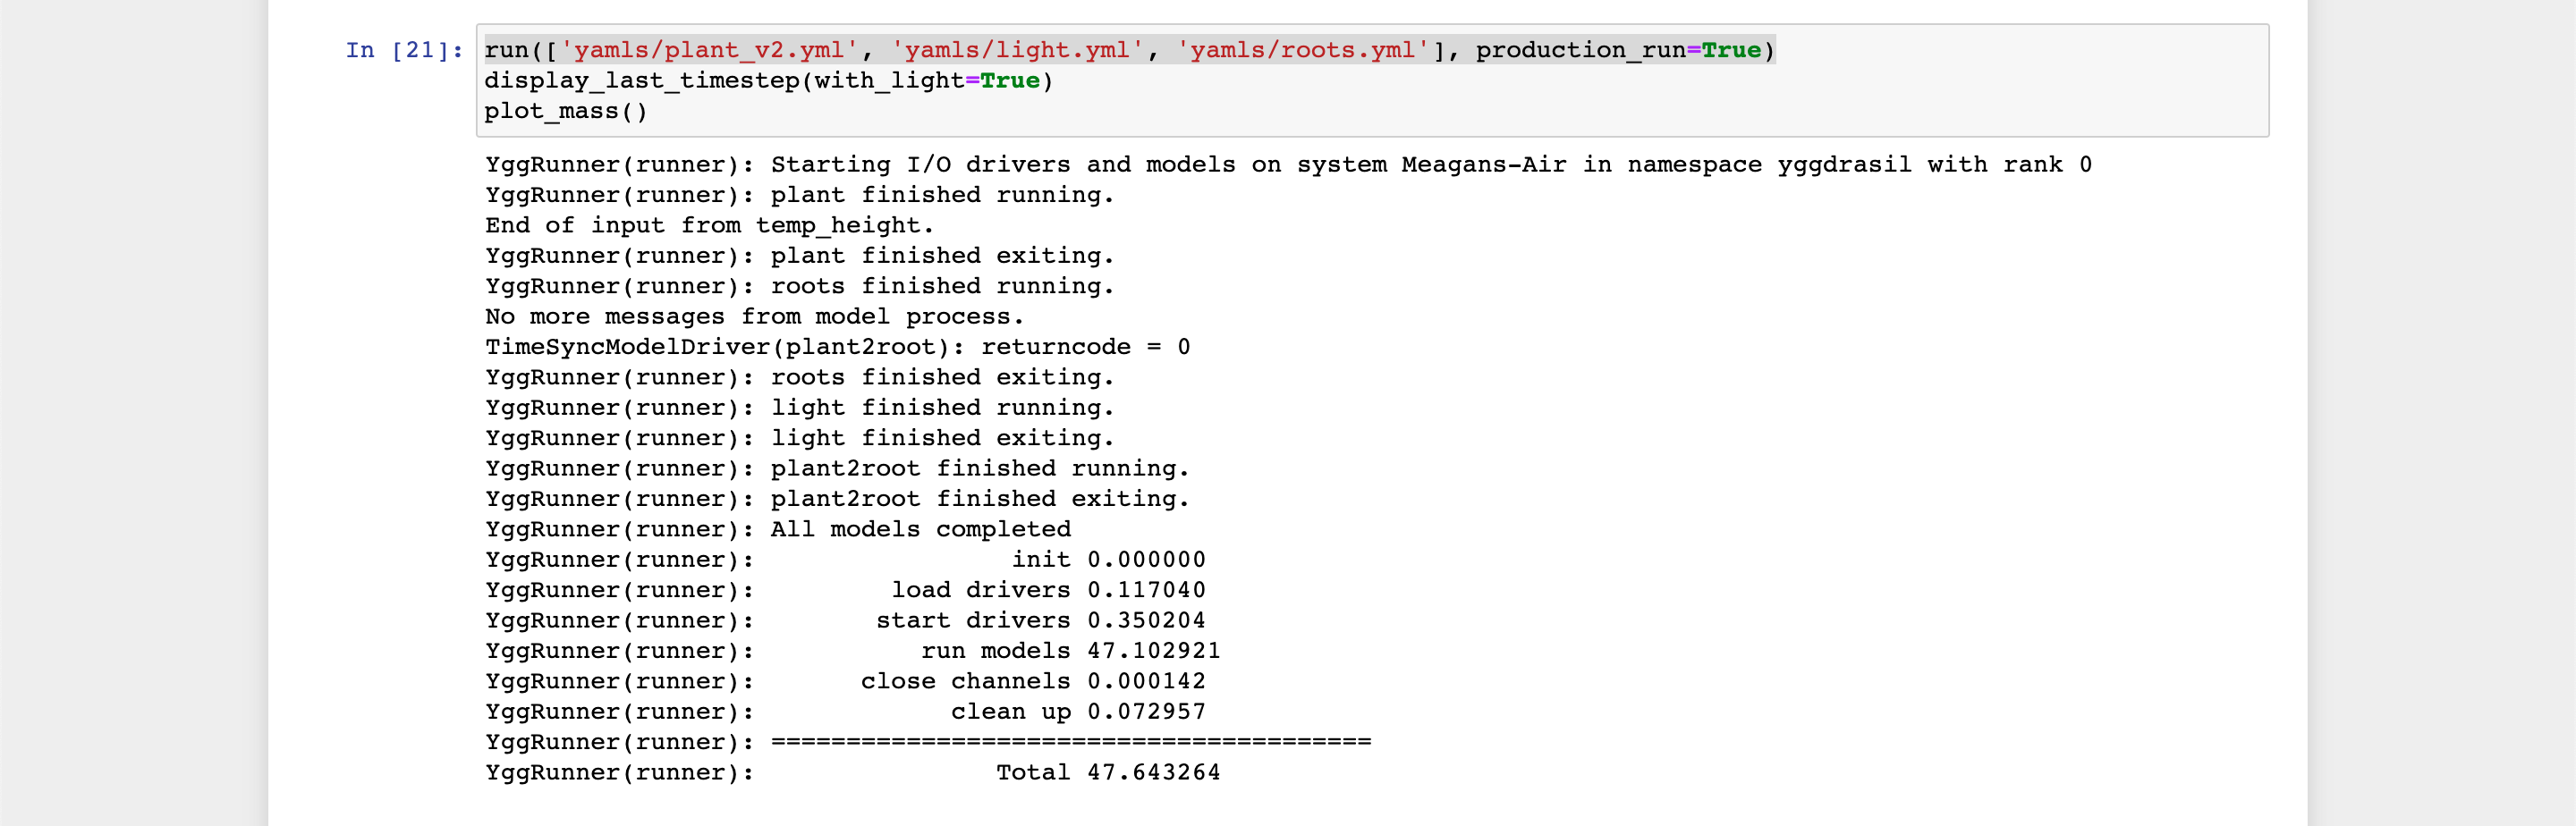 In [21]: run(['yamls/plant_v2.yml', 'yamls/light.yml', 'yamls/roots.yml'], production_run=True)
display_last_timestep(with_light=True)
plot_mass()
YggRunner(runner): Starting I/O drivers and models on system Meagans-Air in namespace yggdrasil with rank 0
YggRunner(runner): plant finished running.
End of input from temp_height.
YggRunner(runner): plant finished exiting.
YggRunner(runner): roots finished running.
No more messages from model process.
TimeSyncModelDriver(plant2root): returncode = 0
YggRunner(runner): roots finished exiting.
YggRunner(runner): light finished running.
YggRunner(runner): light finished exiting.
YggRunner(runner): plant2root finished running.
YggRunner(runner): plant2root finished exiting.
YggRunner(runner): All models completed
YggRunner(runner):                 init 0.000000
YggRunner(runner):         load drivers 0.117040
YggRunner(runner):        start drivers 0.350204
YggRunner(runner):           run models 47.102921
YggRunner(runner):       close channels 0.000142
YggRunner(runner):             clean up 0.072957
YggRunner(runner): ========================================
YggRunner(runner):                Total 47.643264